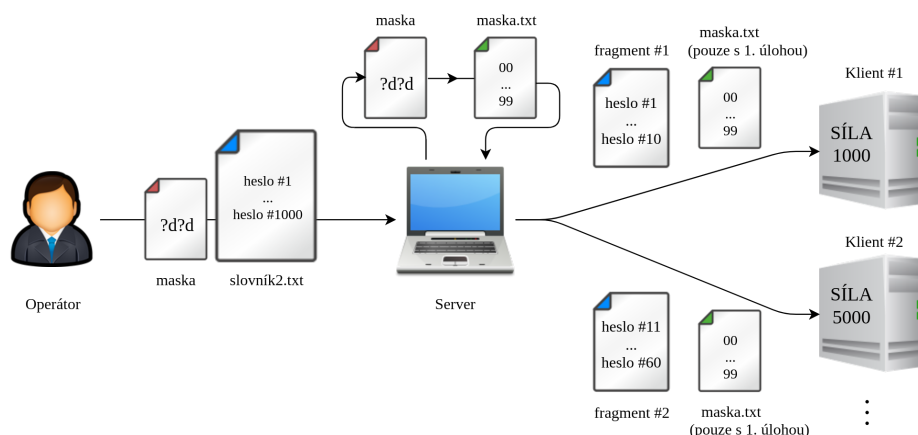 maska
?d?d
maska.txt
00
...
99
fragment #1
heslo #1
...
heslo #10
maska.txt
(pouze s 1. úlohou)
00
...
99
Klient #1
SÍLA
1000
Operátor
?d?d
maska
heslo #1
...
heslo #1000
slovník2.txt
Server
heslo #11
...
heslo #60
fragment #2
00
...
99
maska.txt
(pouze s 1. úlohou)
Klient #2
SÍLA
5000